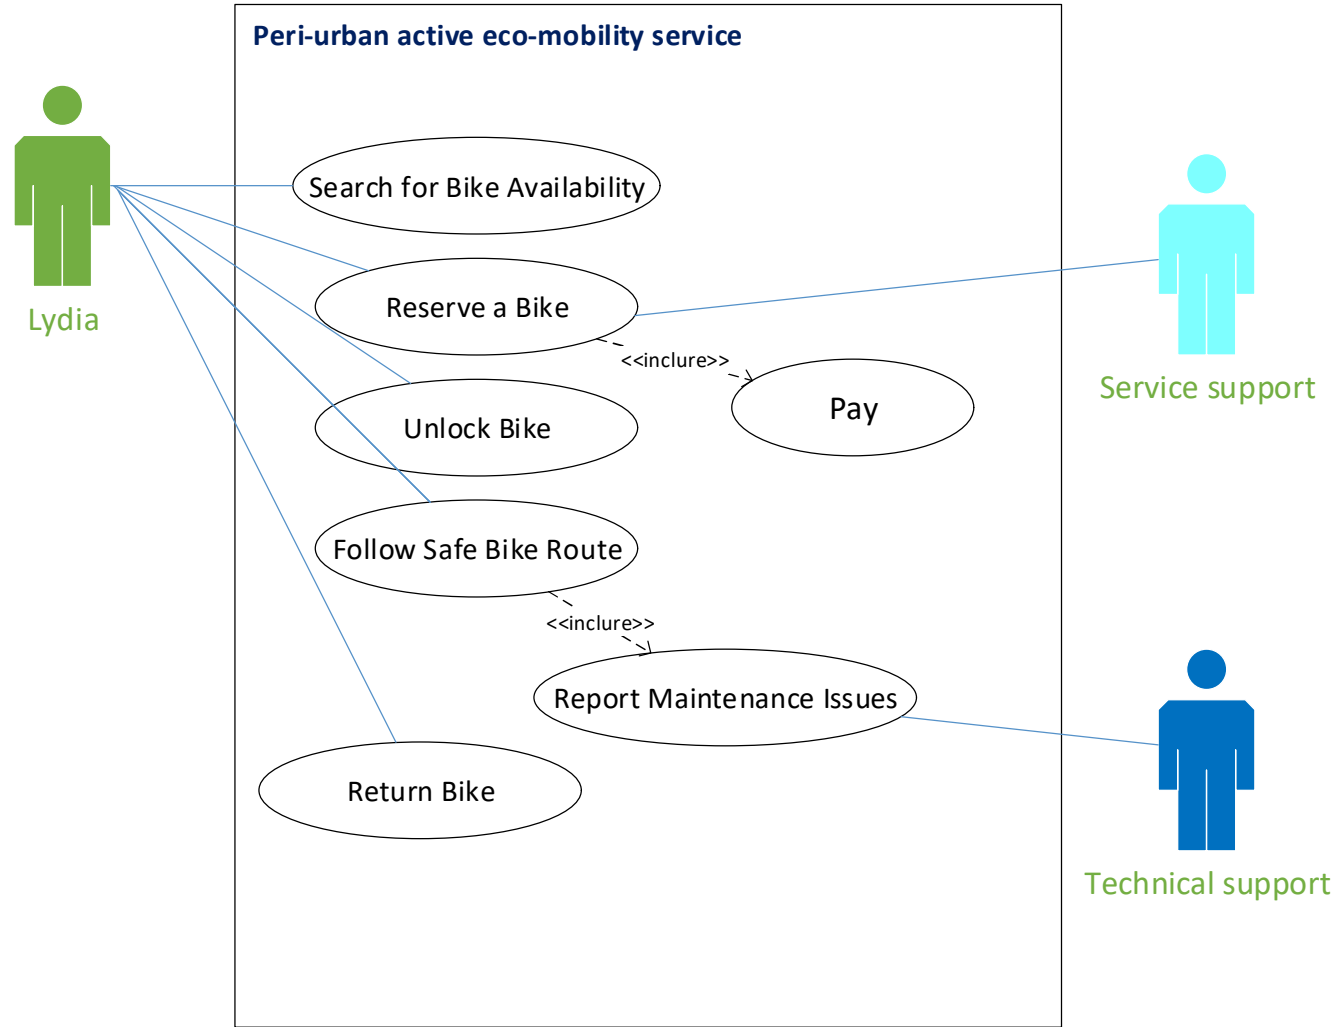 Peri-urban active eco-mobility service
Search for Bike Availability
Lydia
Reserve a Bike
<<inclure>>
Pay
Service support
Unlock Bike
Follow Safe Bike Route
<<inclure>>
Report Maintenance Issues
Return Bike
Technical support